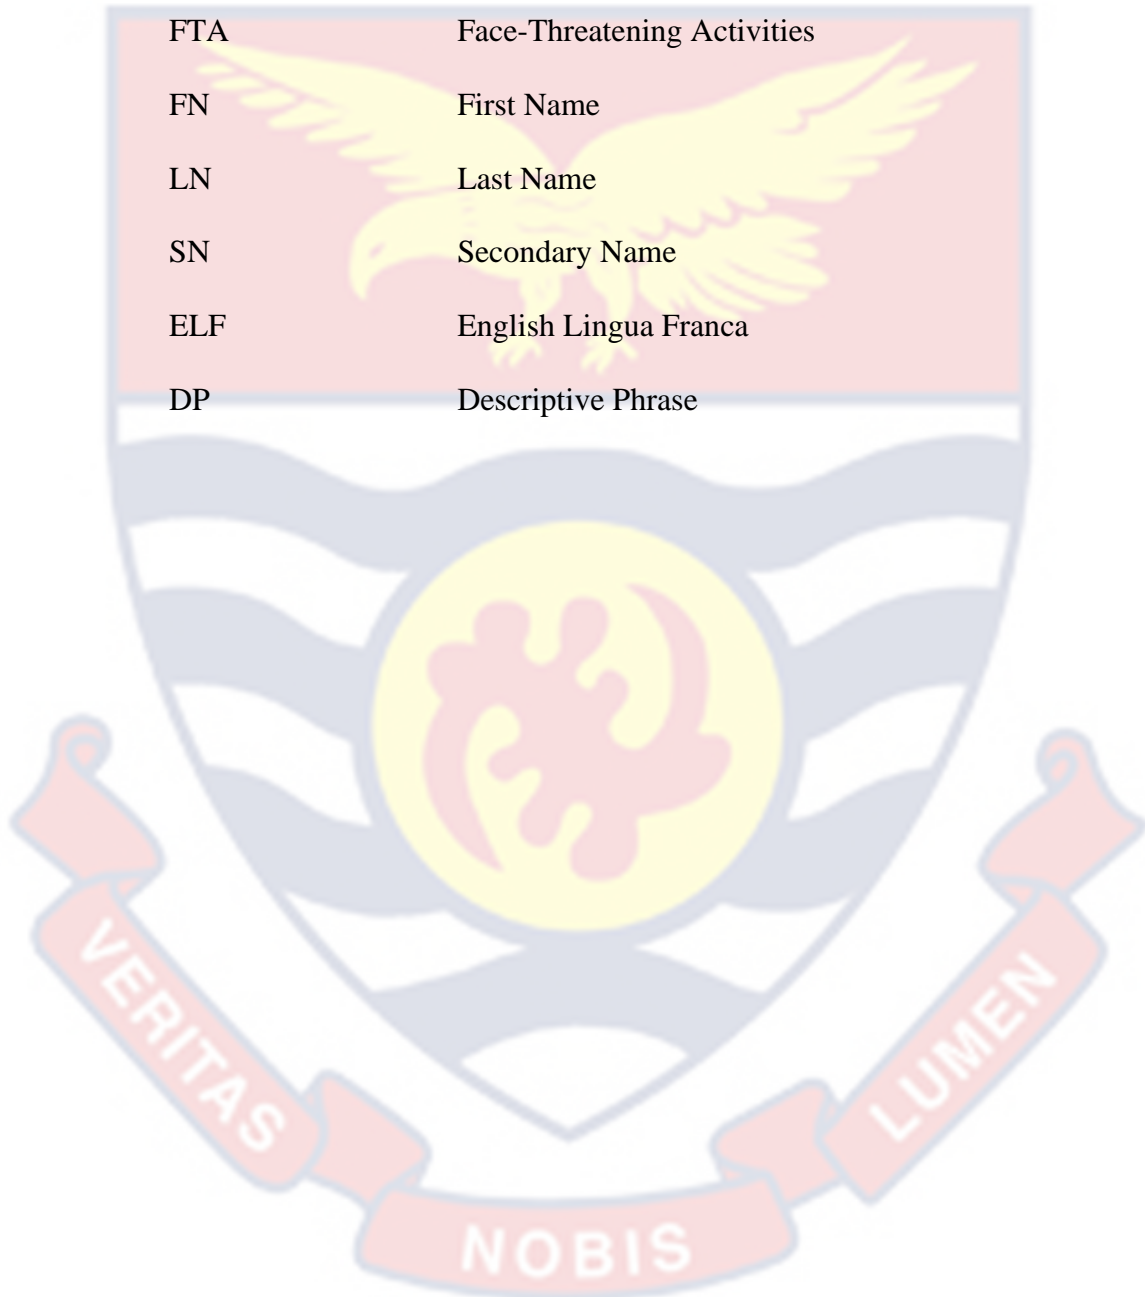 FTA Face-Threatening Activities
FN First Name
LN Last Name
SN Secondary Name
ELF English Lingua Franca
DP Descriptive Phrase
VERITAS
NOBIS
LUMEN